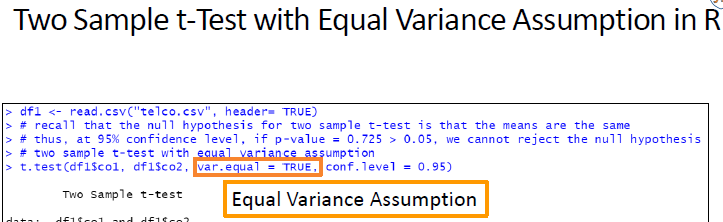 Two Sample t-Test with Equal Variance Assumption in R
> df1 <- read.csv("telco.csv", header= TRUE)
> # recall that the null hypothesis for two sample t-test is that the means are the same
> # thus, at 95% confidence level, if p-value = 0.725 > 0.05, we cannot reject the null hypothesis
> # two sample t-test with equal variance assumption
> t.test(df1$co1, df1$co2, var.equal = TRUE, conf.level = 0.95)
Two Sample t-test
Equal Variance Assumption
data: df1$co1 and df1$co2